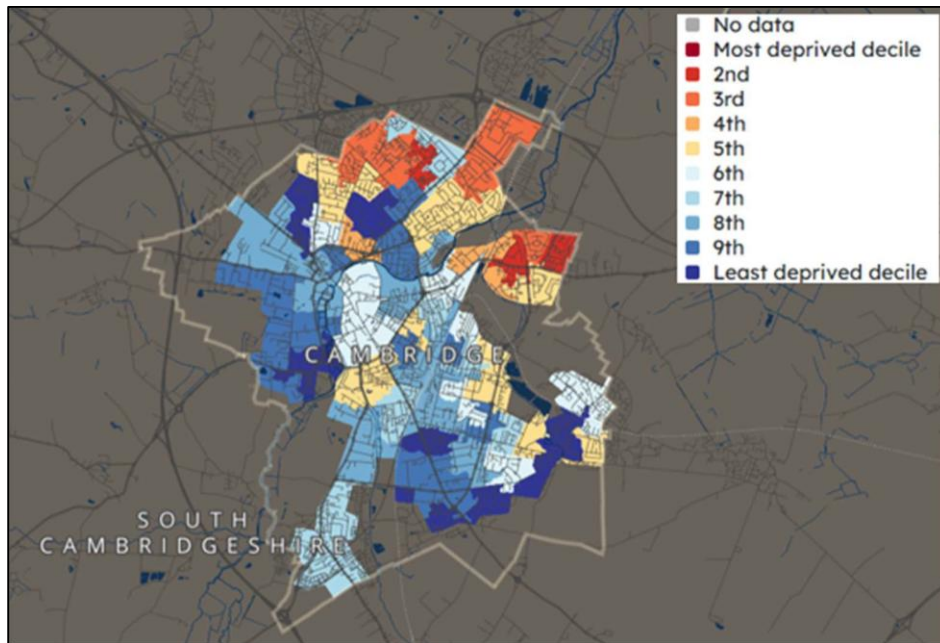 No data
Most deprived decile
2nd
3rd
4th
5th
6th
7th
8th
9th
Least deprived decile
CAMBRIDGE
SOUTH
CAMBRIDGESHIRE